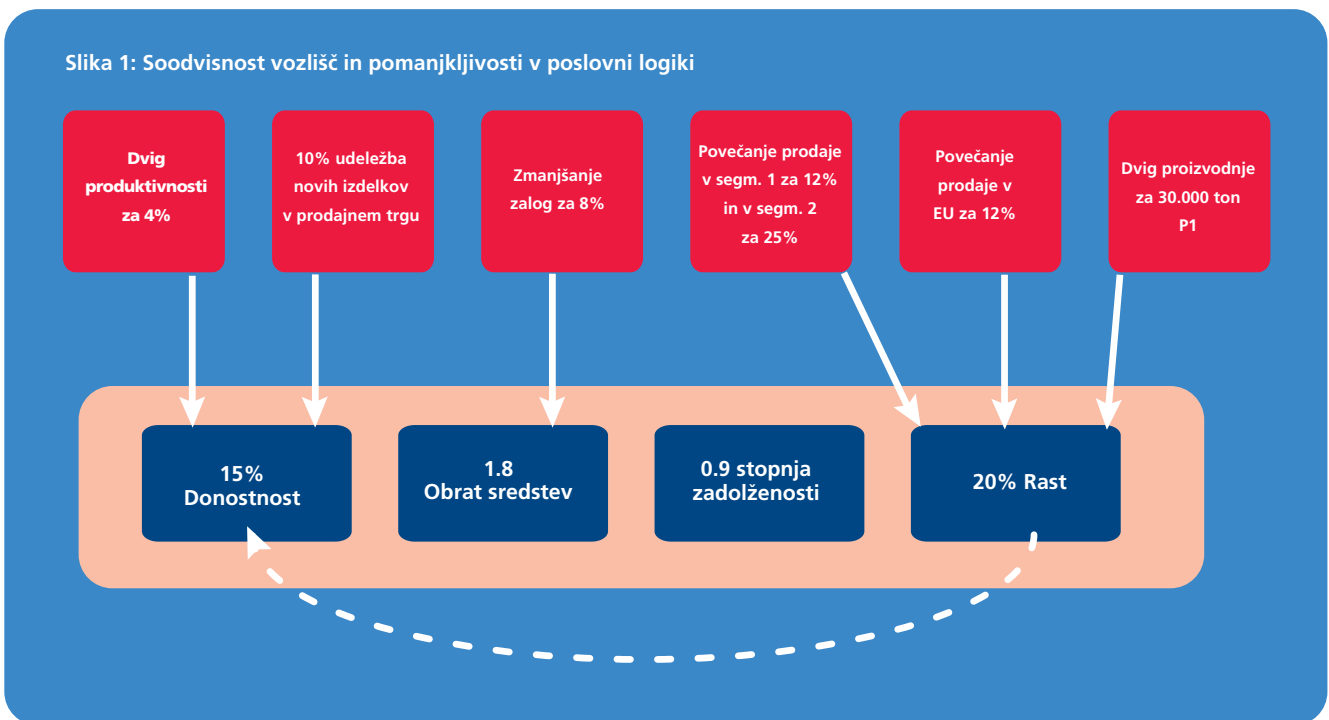 Slika 1: Soodvisnost vozlišč in pomanjkljivosti v poslovni logiki
Dvig
produktivnosti
za 4%
10% udeležba
novih izdelkov
v prodajnem trgu
Zmanjšanje
zalog za 8%
Povečanje prodaje
v segm. 1 za 12%
in v segm. 2
za 25%
Povečanje
prodaje v
EU za 12%
Dvig proizvodnje
za 30.000 ton
P1
15%
Donostnost
1.8
Obrat sredstev
0.9 stopnja
zadolženosti
20% Rast